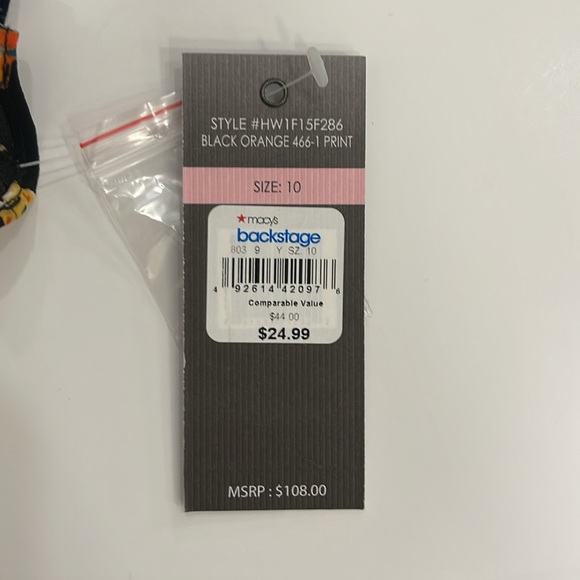 STYLE #HW1F15F286
BLACK ORANGE 466-1 PRINT
SIZE: 10
macy's
backstage
803 9 Y SZ 10
4 92614 42097 6
Comparable Value
$44.00
$24.99
MSRP : $108.00